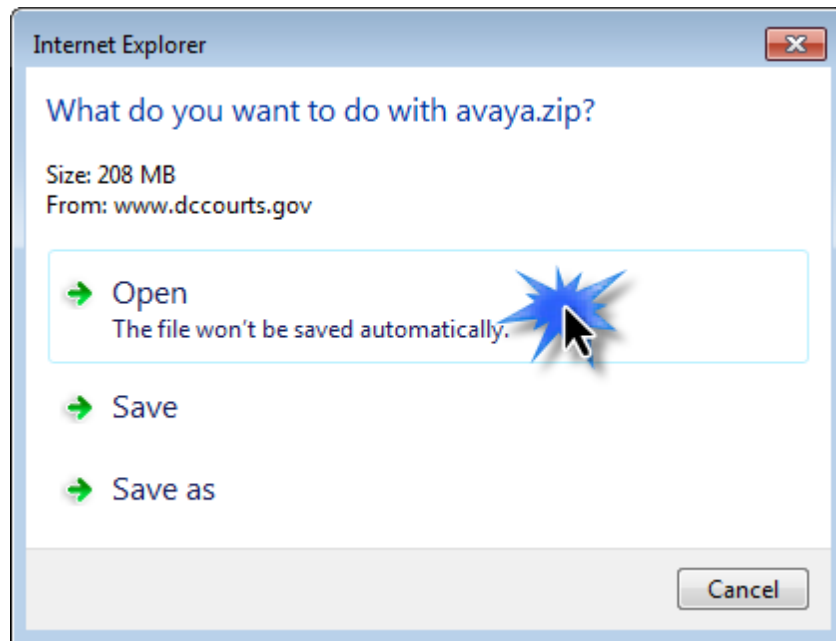 Internet Explorer
What do you want to do with avaya.zip?
Size: 208 MB
From: www.dccourts.gov
Open
The file won't be saved automatically.
Save
Save as
Cancel